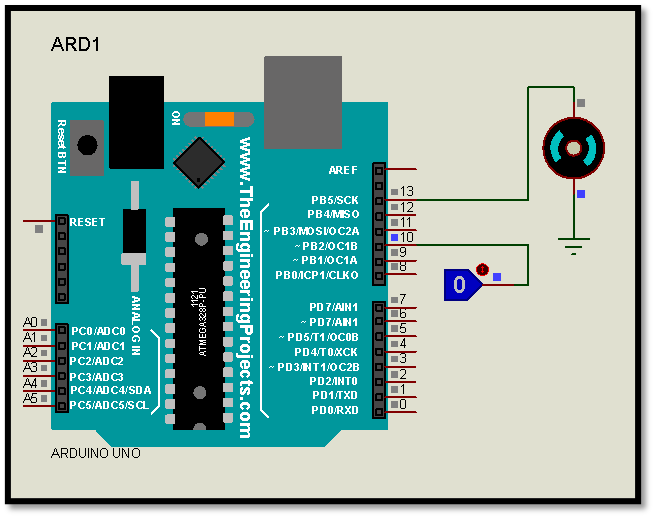 ARD1
Reset BTN
ON
www.TheEngineeringProjects.com
RESET
AREF
PB5/SCK
13
PB4/MISO
12
~ PB3/MOSI/OC2A
11
~ PB2/OC1B
10
~ PB1/OC1A
9
PB0/ICP1/CLKO
8
0
1121
ATMEGA328P-PU
ANALOG IN
A0
PC0/ADC0
A1
PC1/ADC1
A2
PC2/ADC2
A3
PC3/ADC3
A4
PC4/ADC4/SDA
A5
PC5/ADC5/SCL
PD7/AIN1
7
~ PD7/AIN1
6
~ PD5/T1/OC0B
5
PD4/T0/XCK
4
~ PD3/INT1/OC2B
3
PD2/INT0
2
PD1/TXD
1
PD0/RXD
0
ARDUINO UNO